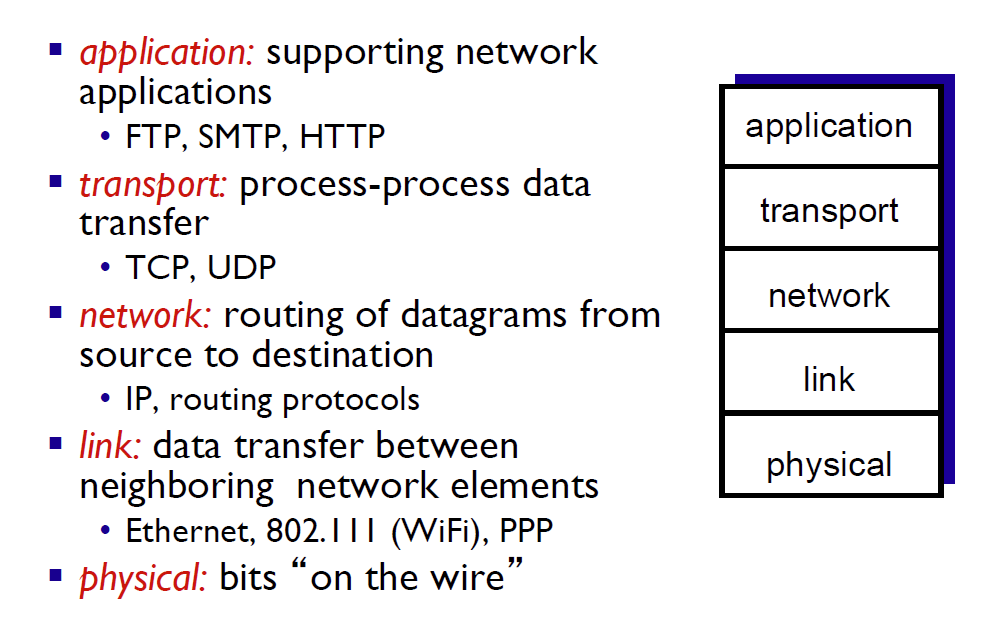 ▪ application: supporting network
applications
• FTP, SMTP, HTTP
▪ transport: process-process data
transfer
• TCP, UDP
▪ network: routing of datagrams from
source to destination
• IP, routing protocols
▪ link: data transfer between
neighboring network elements
• Ethernet, 802.111 (WiFi), PPP
▪ physical: bits “on the wire”
application
transport
network
link
physical